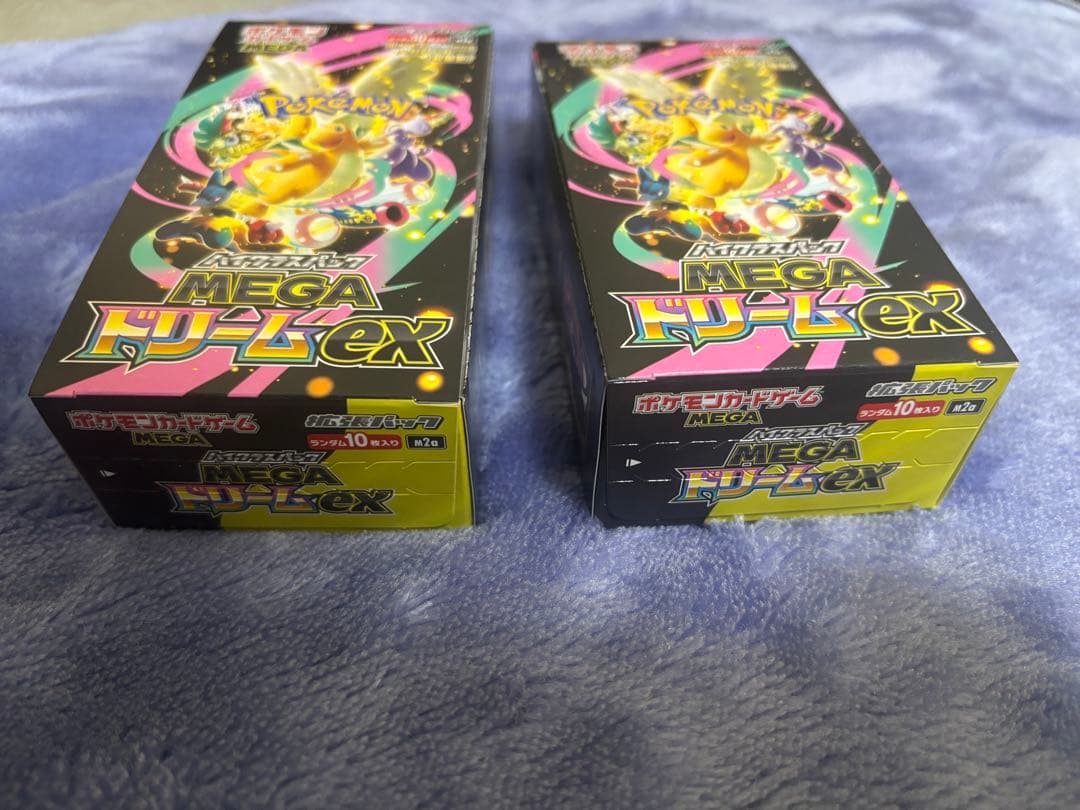 ポケモン
MEGA
POKÉMON
ハイクラスパック
MEGA
ドリームex
ポケモンカードゲーム
MEGA
拡張パック
ランダム10枚入り
M2a
ハイクラスパック
MEGA
ドリームex
POKÉMON
ハイクラスパック
MEGA
ドリームex
ポケモンカードゲーム
MEGA
拡張パック
ランダム10枚入り
M2a
ハイクラスパック
MEGA
ドリームex